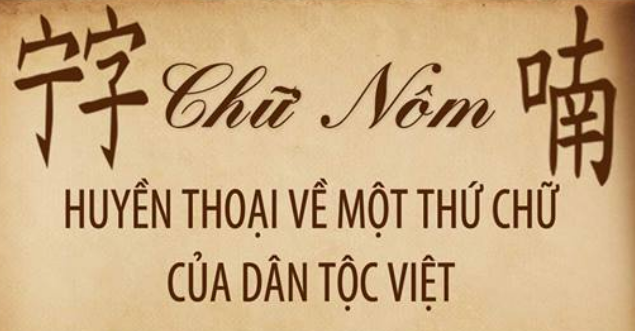 𡨸 Chữ Nôm 喃
HUYỀN THOẠI VỀ MỘT THỨ CHỮ
CỦA DÂN TỘC VIỆT